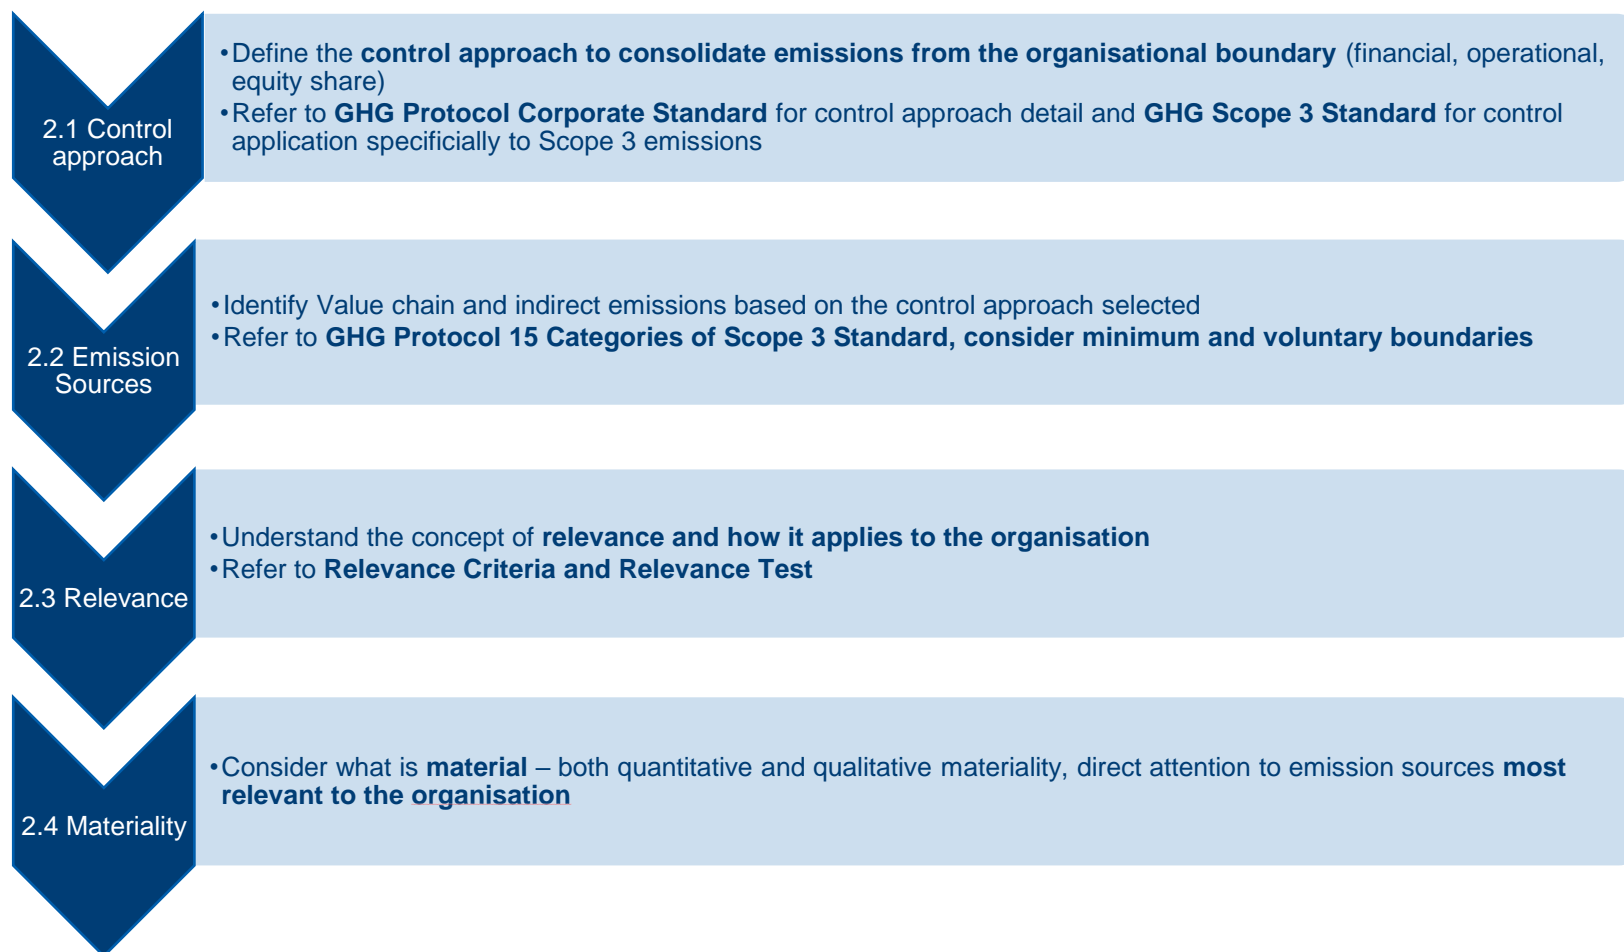 2.1 Control
approach
•Define the control approach to consolidate emissions from the organisational boundary (financial, operational,
equity share)
•Refer to GHG Protocol Corporate Standard for control approach detail and GHG Scope 3 Standard for control
application specificially to Scope 3 emissions
2.2 Emission
Sources
•Identify Value chain and indirect emissions based on the control approach selected
•Refer to GHG Protocol 15 Categories of Scope 3 Standard, consider minimum and voluntary boundaries
2.3 Relevance
•Understand the concept of relevance and how it applies to the organisation
•Refer to Relevance Criteria and Relevance Test
2.4 Materiality
•Consider what is material – both quantitative and qualitative materiality, direct attention to emission sources most
relevant to the organisation